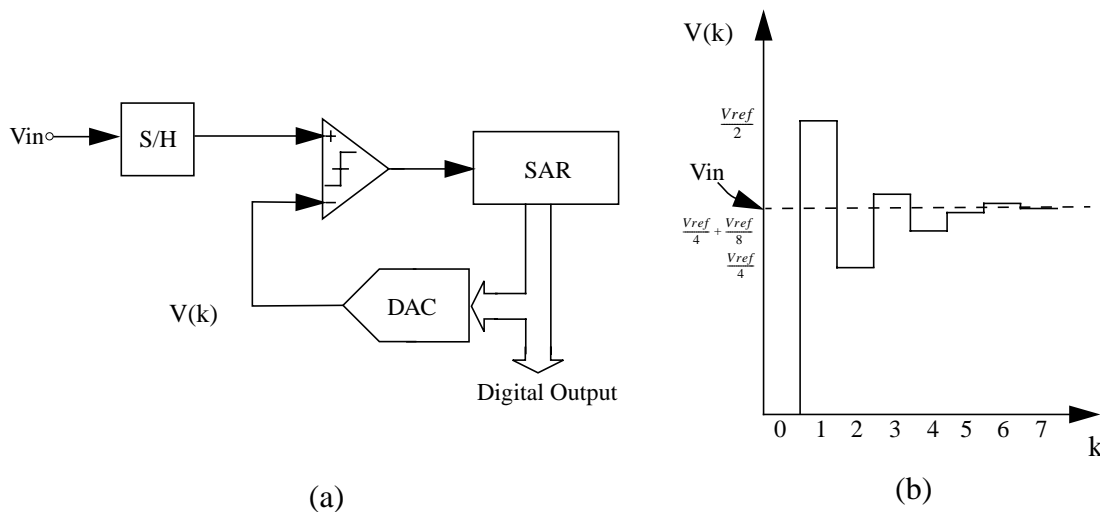 Vin
S/H
+
−
SAR
DAC
V(k)
Digital Output
(a)
V(k)
Vref
2
Vin
Vref
4 + Vref
8
Vref
4
0 1 2 3 4 5 6 7
k
(b)